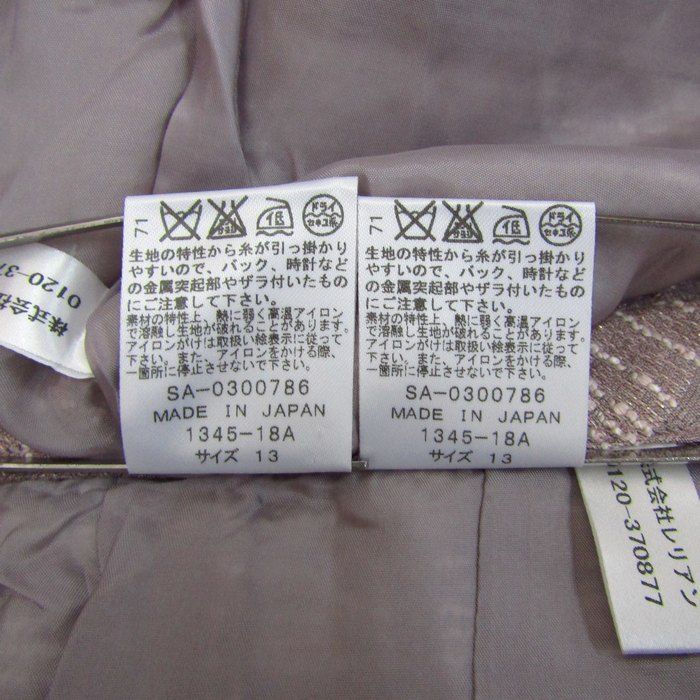 71
エンソ サラシ
低
ドライ
セキユ系
生地の特性から糸が引っ掛かり
やすいので、バック、時計など
の金属突起部やザラ付いたもの
にご注意して下さい。
素材の特性上、熱に弱く高温アイロン
で溶融し生地が破れることがあります。
アイロンがけは取扱い絵表示に従って
下さい。また アイロンをかける際、
一箇所に停止させないで下さい。
SA-0300786
MADE IN JAPAN
1345-18A
サイズ 13
71
エンソ サラシ
低
ドライ
セキユ系
生地の特性から糸が引っ掛かり
やすいので、バック、時計など
の金属突起部やザラ付いたもの
にご注意して下さい。
素材の特性上、熱に弱く高温アイロン
で溶融し生地が破れることがあります。
アイロンがけは取扱い絵表示に従って
下さい。また アイロンをかける際、
一箇所に停止させないで下さい。
SA-0300786
MADE IN JAPAN
1345-18A
サイズ 13
株式会社
0120-37
株式会社レリアン
0120-370877